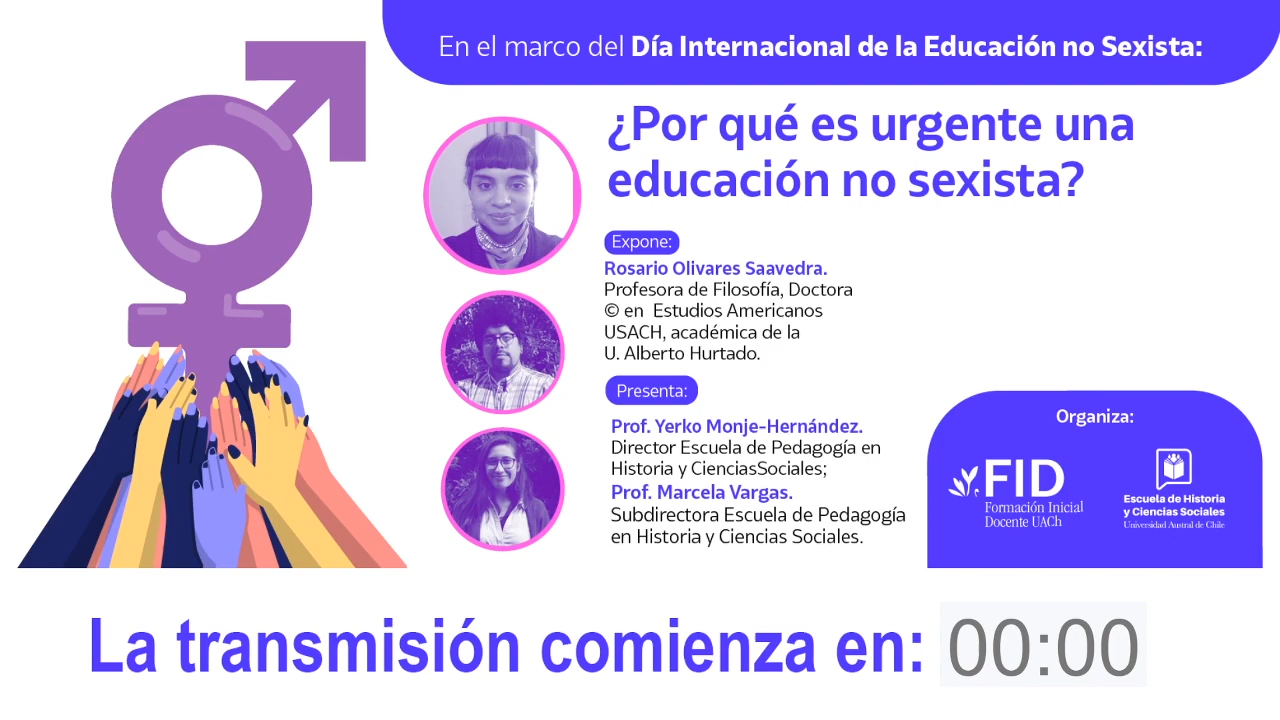 En el marco del Día Internacional de la Educación no Sexista:
¿Por qué es urgente una
educación no sexista?
Expone:
Rosario Olivares Saavedra.
Profesora de Filosofía, Doctora
© en Estudios Americanos
USACH, académica de la
U. Alberto Hurtado.
Presenta:
Prof. Yerko Monje-Hernández.
Director Escuela de Pedagogía en
Historia y CienciasSociales;
Prof. Marcela Vargas.
Subdirectora Escuela de Pedagogía
en Historia y Ciencias Sociales.
Organiza:
FID
Formación Inicial
Docente UACh
Escuela de Historia
y Ciencias Sociales
Universidad Austral de Chile
La transmisión comienza en: 00:00